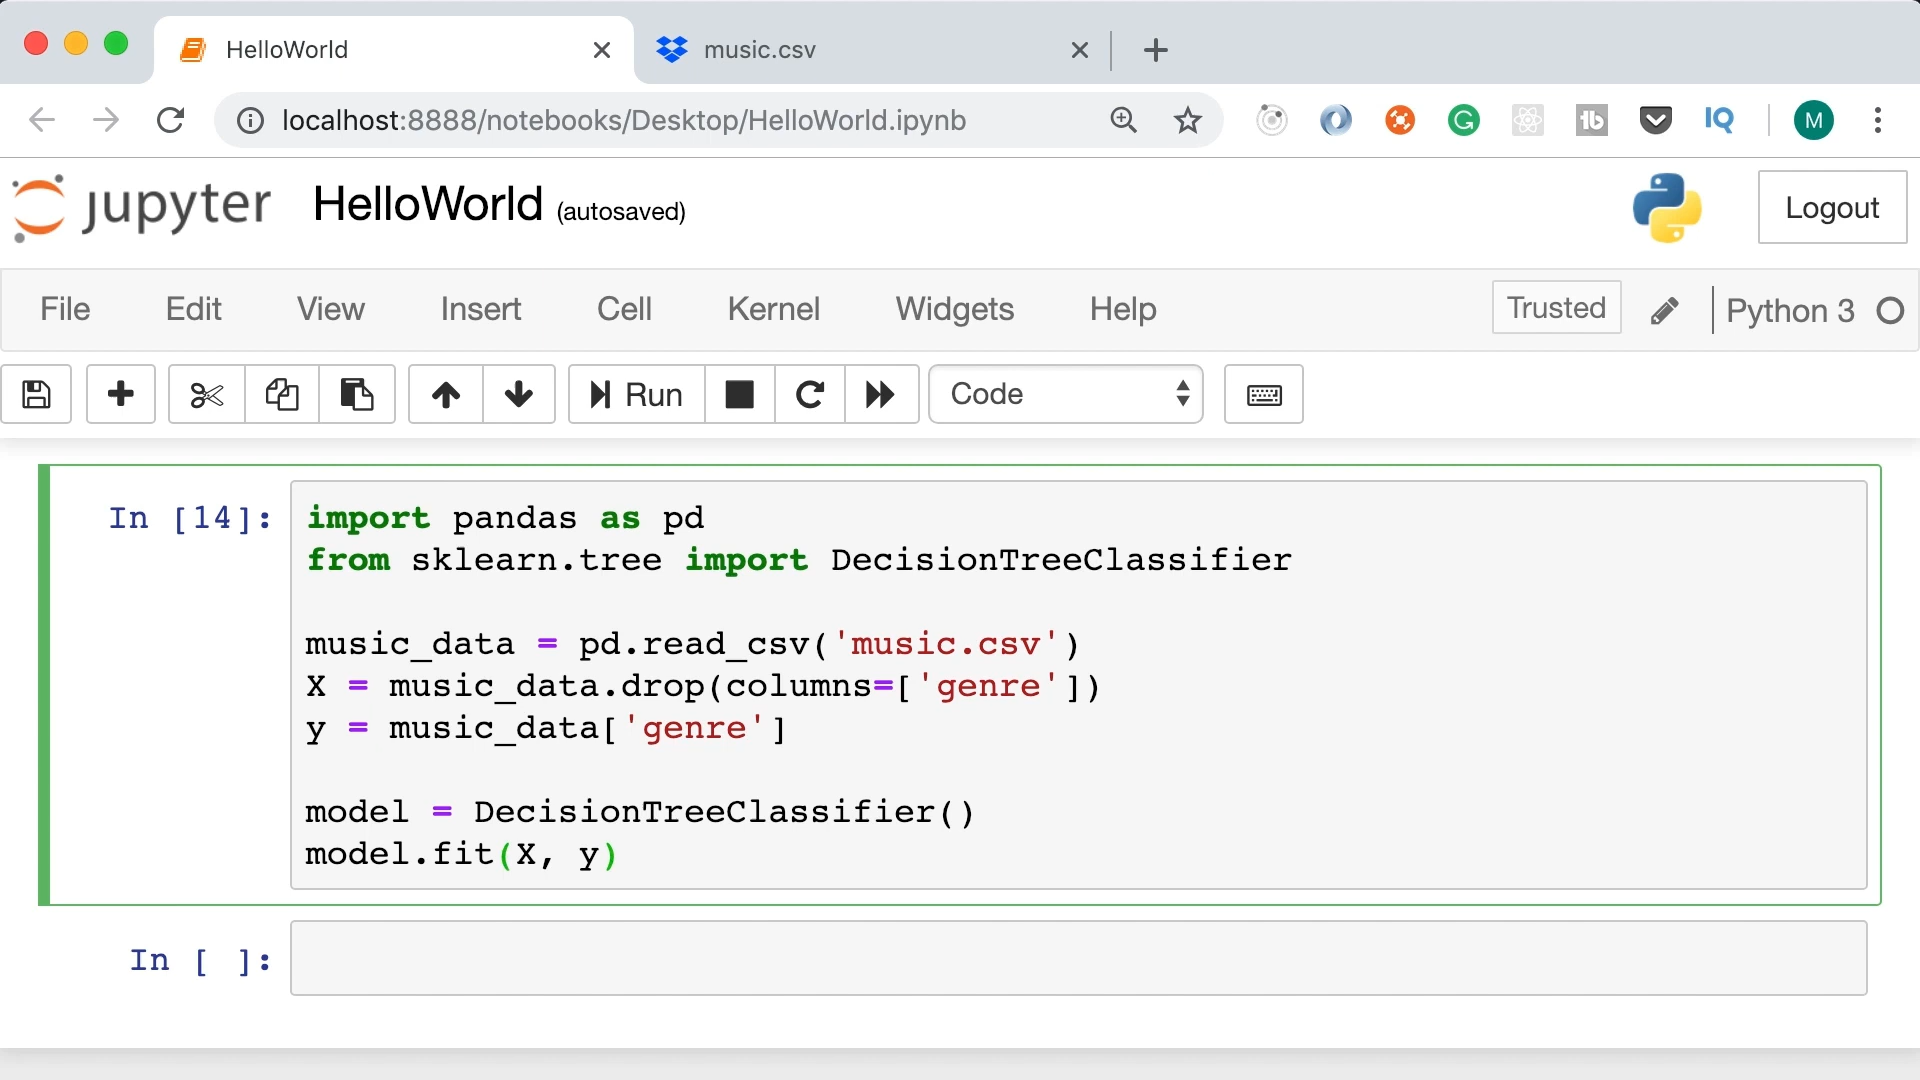 HelloWorld
music.csv
localhost:8888/notebooks/Desktop/HelloWorld.ipynb
IQ
M
jupyter HelloWorld (autosaved)
Logout
File Edit View Insert Cell Kernel Widgets Help Trusted Python 3
Run Code
In [14]:
import pandas as pd
from sklearn.tree import DecisionTreeClassifier
music_data = pd.read_csv('music.csv')
X = music_data.drop(columns=['genre'])
y = music_data['genre']
model = DecisionTreeClassifier()
model.fit(X, y)
In [ ]: